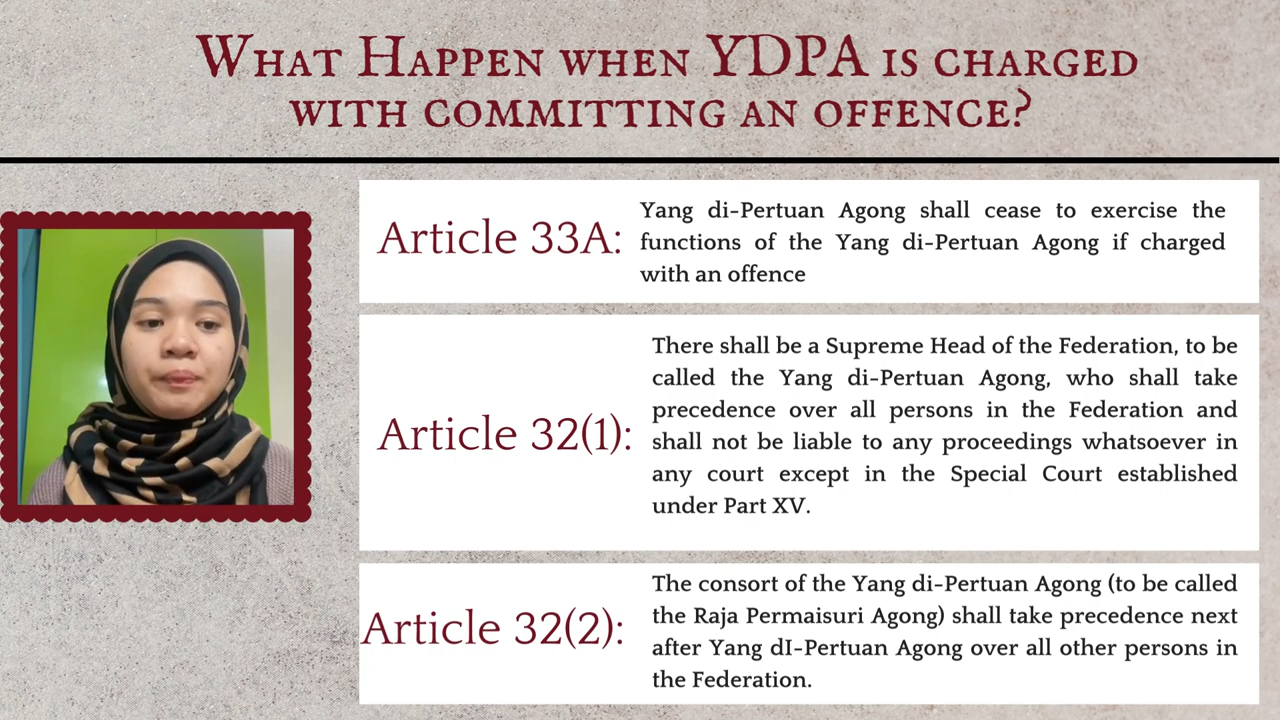 What Happen when YDPA is charged
with committing an offence?
Article 33A:
Yang di-Pertuan Agong shall cease to exercise the
functions of the Yang di-Pertuan Agong if charged
with an offence
Article 32(1):
There shall be a Supreme Head of the Federation, to be
called the Yang di-Pertuan Agong, who shall take
precedence over all persons in the Federation and
shall not be liable to any proceedings whatsoever in
any court except in the Special Court established
under Part XV.
Article 32(2):
The consort of the Yang di-Pertuan Agong (to be called
the Raja Permaisuri Agong) shall take precedence next
after Yang dI-Pertuan Agong over all other persons in
the Federation.